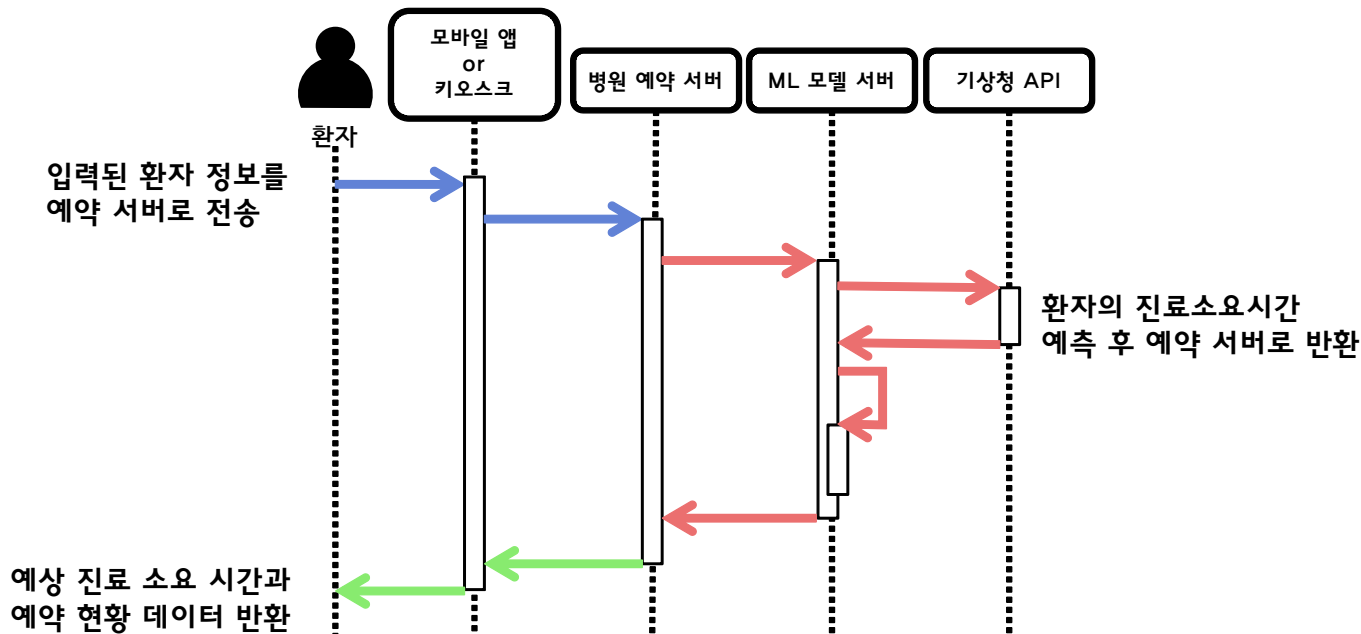 모바일 앱
or
키오스크
병원 예약 서버
ML 모델 서버
기상청 API
환자
입력된 환자 정보를
예약 서버로 전송
환자의 진료소요시간
예측 후 예약 서버로 반환
예상 진료 소요 시간과
예약 현황 데이터 반환